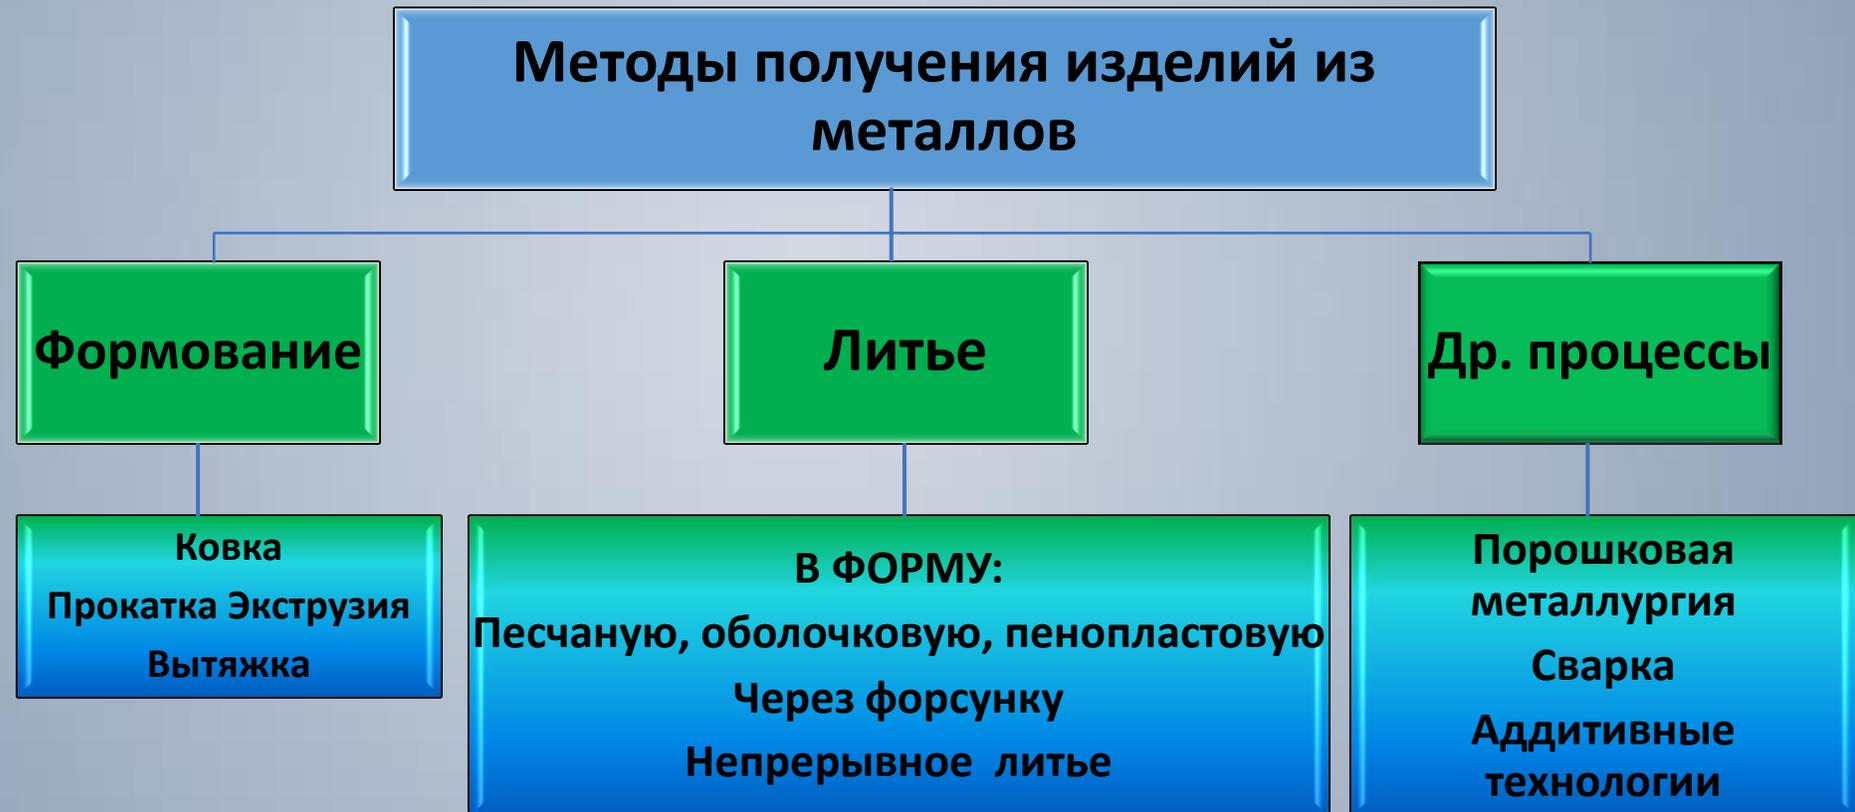 Методы получения изделий из
металлов
Формование
Литье
Др. процессы
Ковка
Прокатка Экструзия
Вытяжка
В ФОРМУ:
Песчаную, оболочковую, пенопластовую
Через форсунку
Непрерывное литье
Порошковая
металлургия
Сварка
Аддитивные
технологии